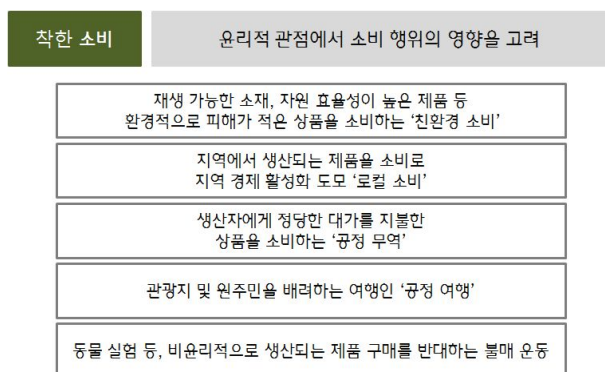 착한 소비
윤리적 관점에서 소비 행위의 영향을 고려
재생 가능한 소재, 자원 효율성이 높은 제품 등
환경적으로 피해가 적은 상품을 소비하는 ‘친환경 소비’
지역에서 생산되는 제품을 소비로
지역 경제 활성화 도모 ‘로컬 소비’
생산자에게 정당한 대가를 지불한
상품을 소비하는 ‘공정 무역’
관광지 및 원주민을 배려하는 여행인 ‘공정 여행’
동물 실험 등, 비윤리적으로 생산되는 제품 구매를 반대하는 불매 운동